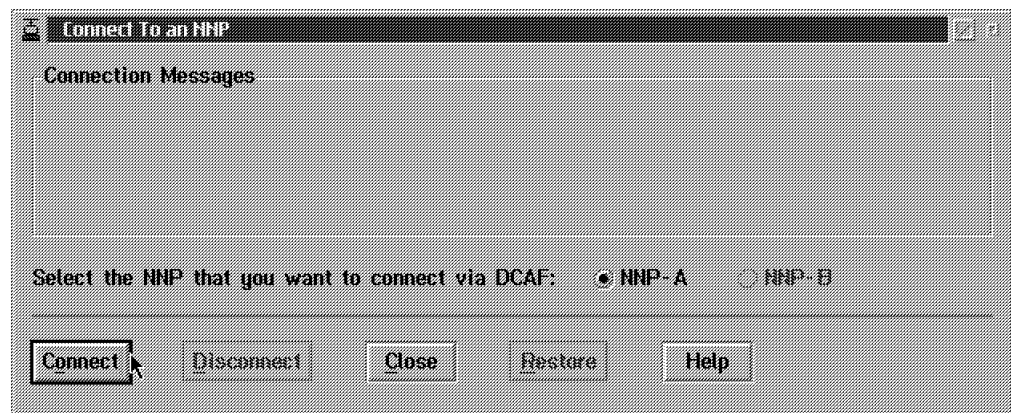 Connect To an NNP
Connection Messages
Select the NNP that you want to connect via DCAF: NNP-A NNP-B
Connect Disconnect Close Restore Help